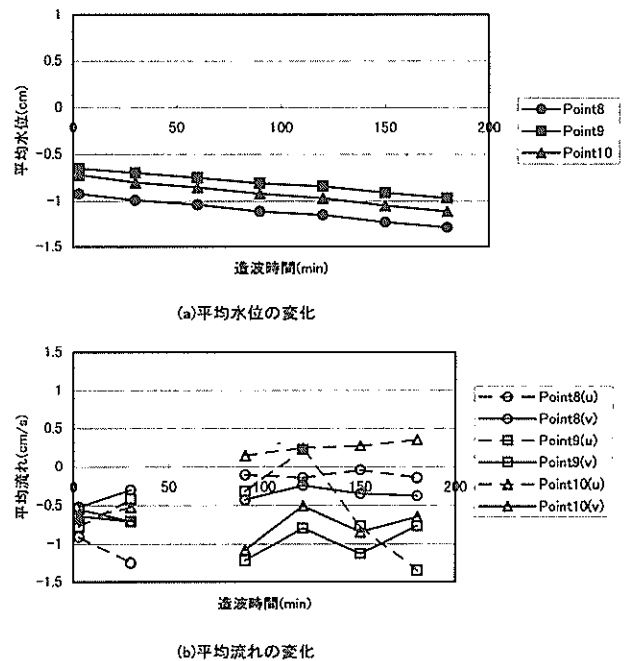 1
0.5
0
-0.5
-1
-1.5
平均水位(cm)
0 50 100 150 200
造波時間(min)
Point8
Point9
Point10
(a)平均水位の変化
1.5
1
0.5
0
-0.5
-1
-1.5
平均流れ(cm/s)
0 50 100 150 200
造波時間(min)
Point8(u)
Point8(v)
Point9(u)
Point9(v)
Point10(u)
Point10(v)
(b)平均流れの変化